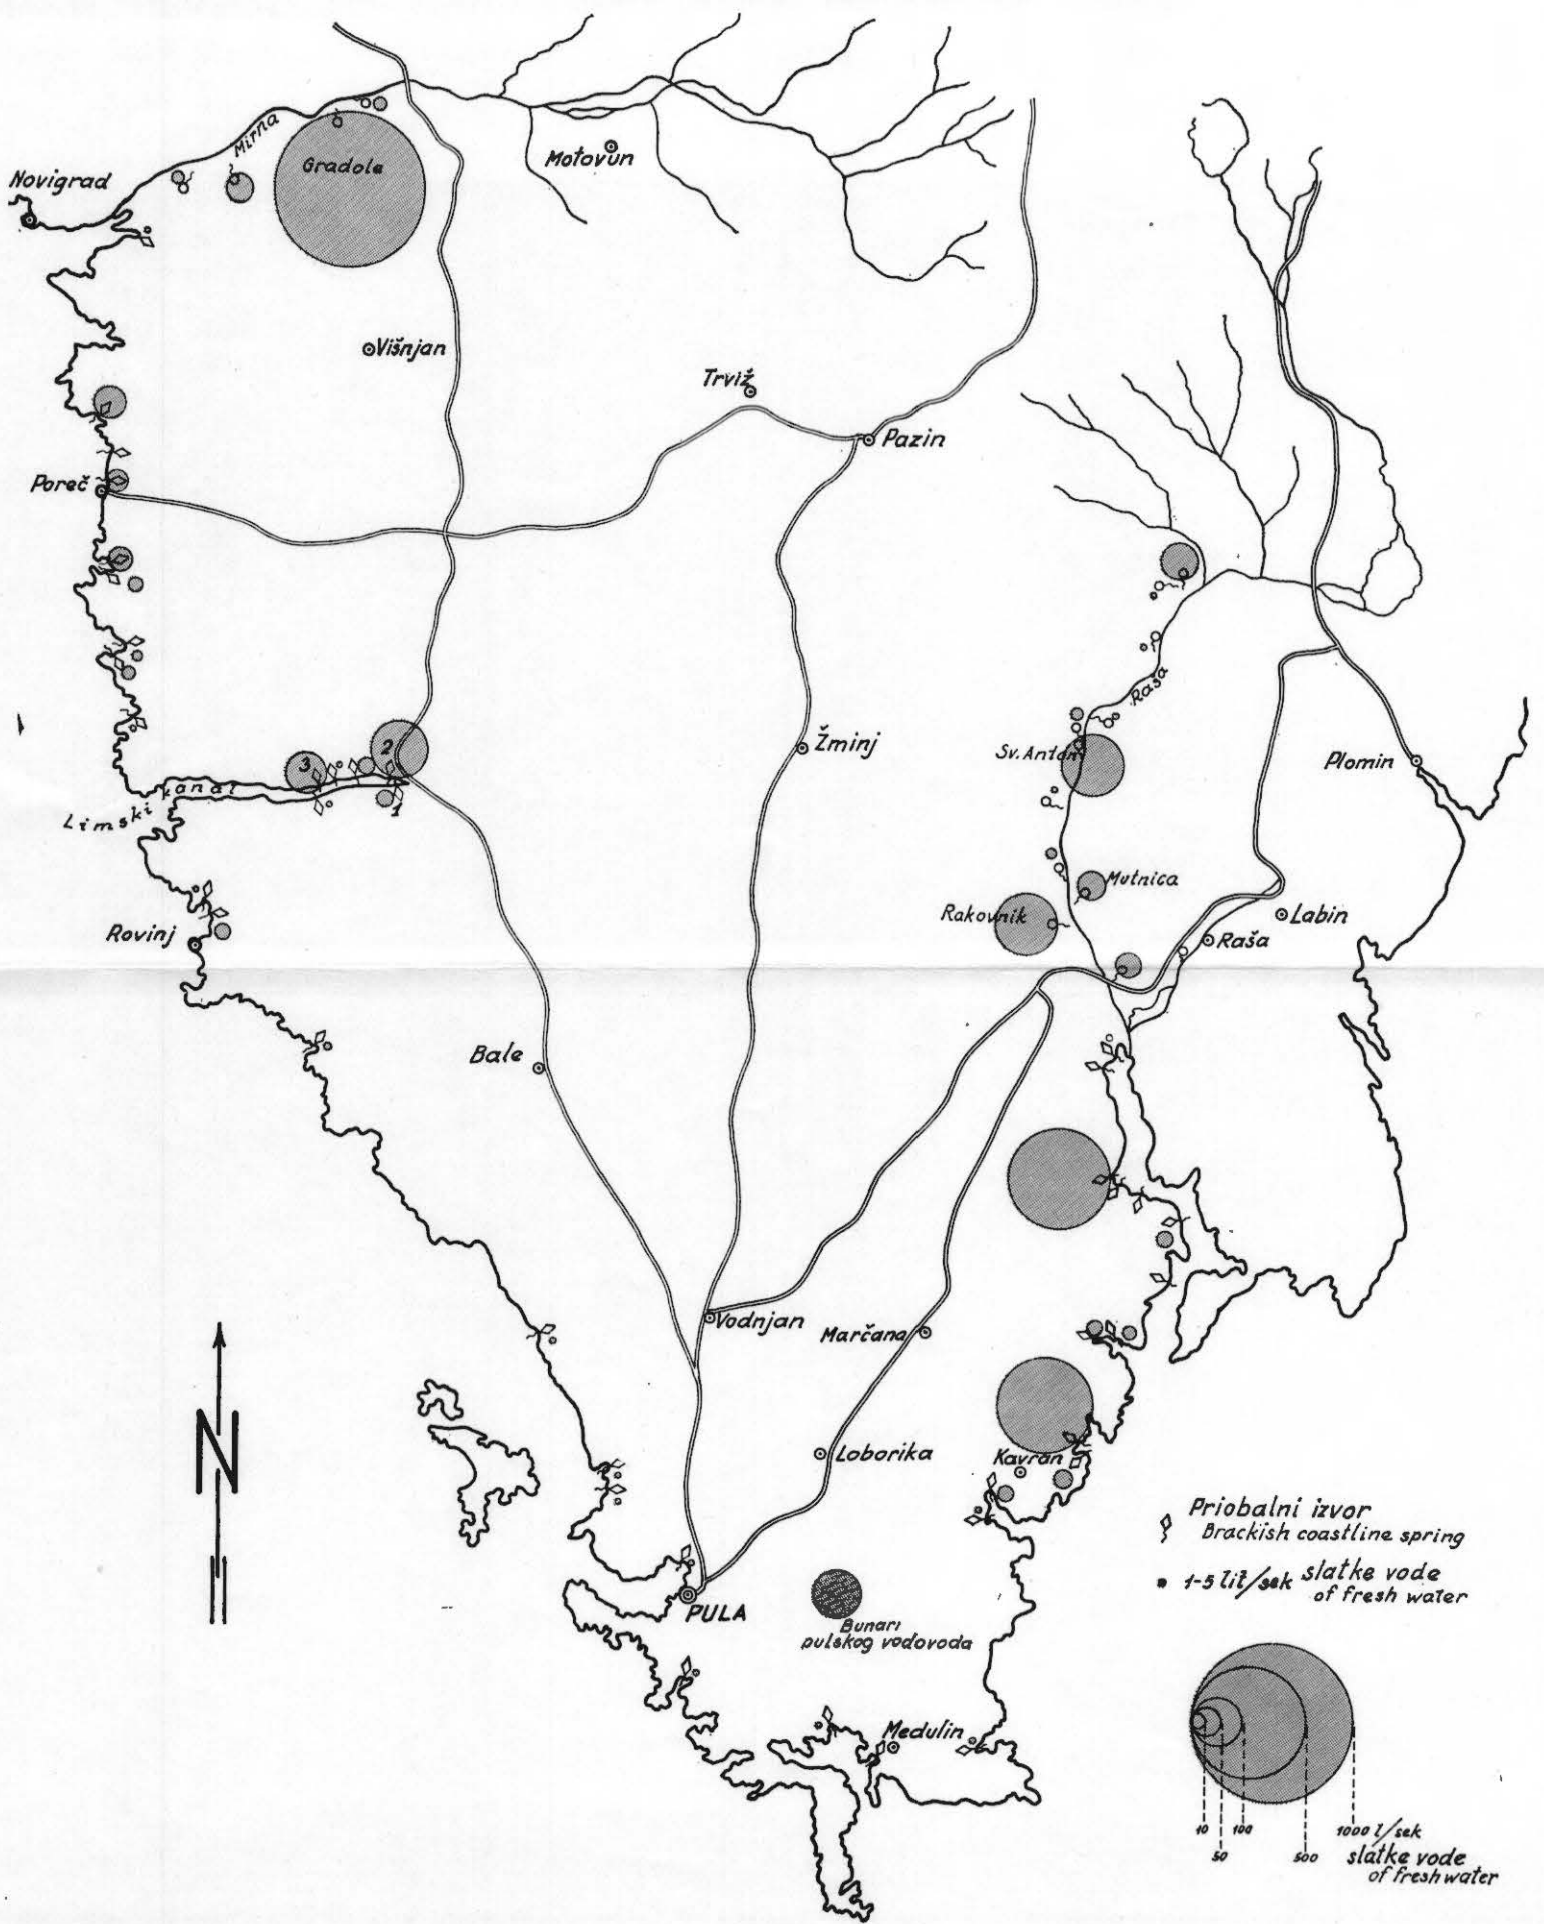 Mirna
Gradole
Motovun
Novigrad
Višnjan
Trviž
Pazin
Poreč
Žminj
Raša
Sv. Anton
Plomin
3
2
1
Limski kanal
Mutnica
Rakovnik
Labin
Raša
Rovinj
Bale
Vodnjan
Marčana
N
Loborika
Kavran
Priobalni izvor
Brackish coastline spring
1-5 lit/sek slatke vode
of fresh water
PULA
Bunari
pulskog vodovoda
Medulin
10 100 1000 l/sek
50 500 slatke vode
of fresh water